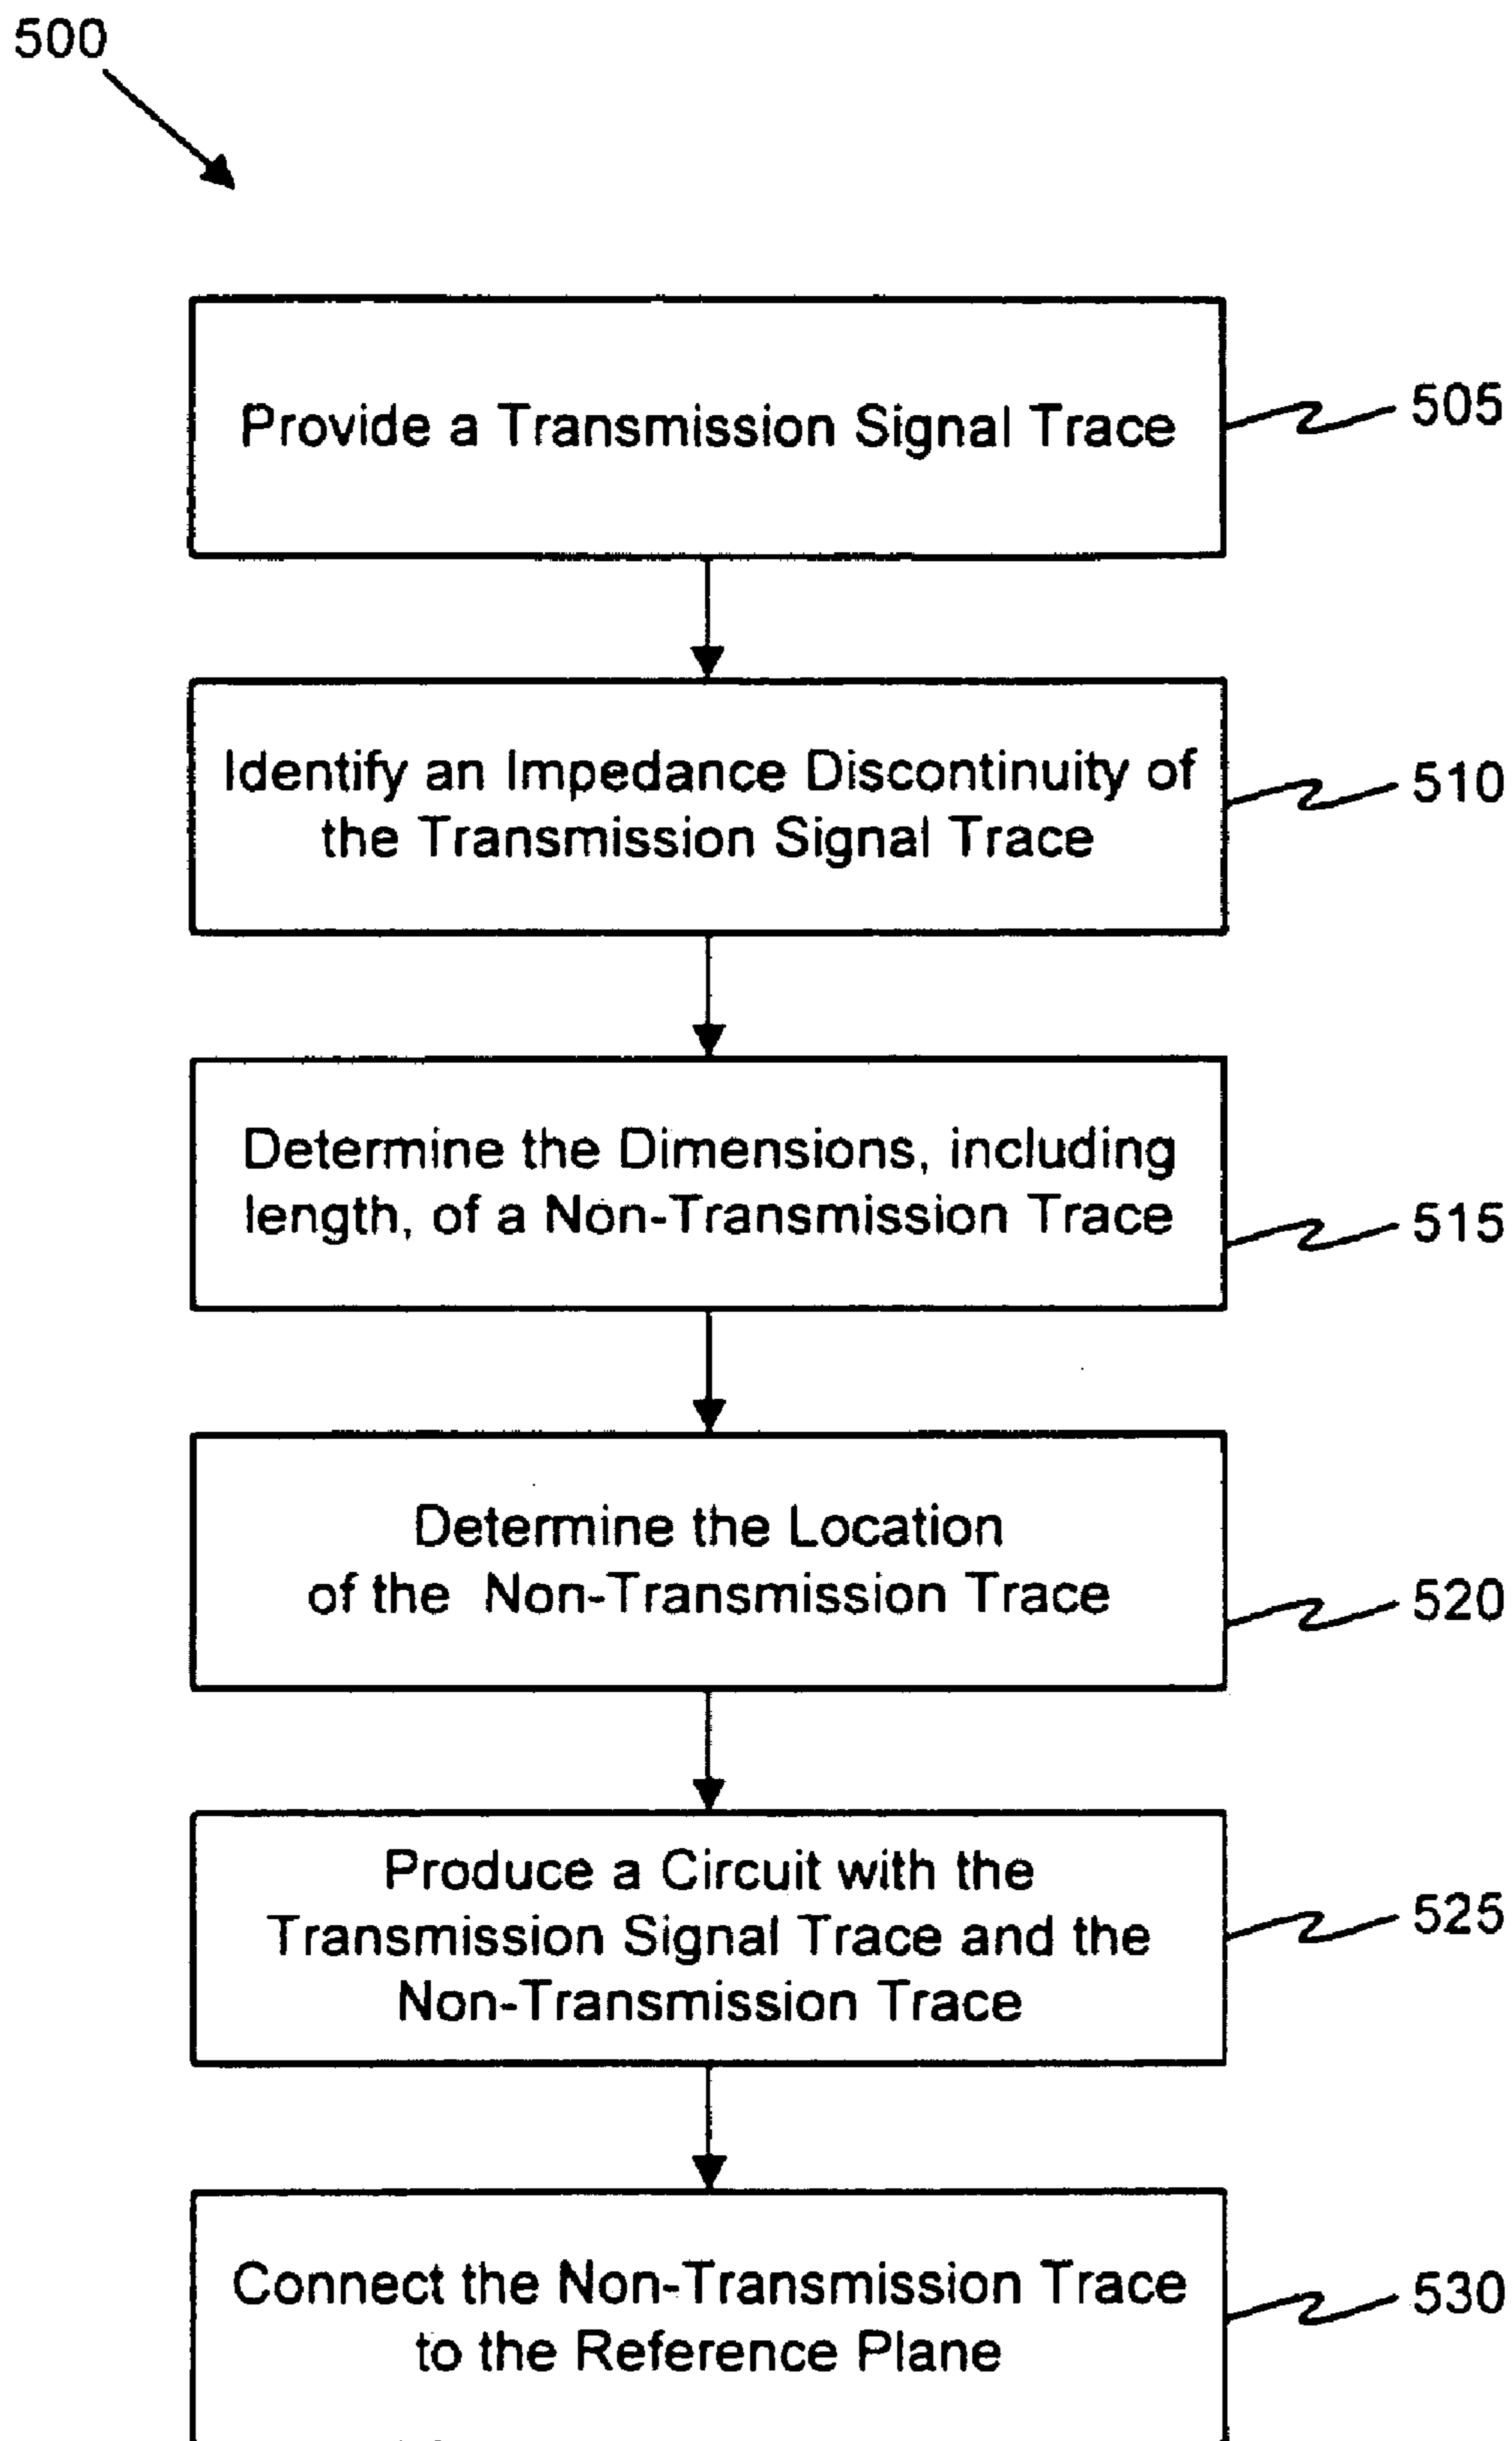 500
Provide a Transmission Signal Trace
505
Identify an Impedance Discontinuity of
the Transmission Signal Trace
510
Determine the Dimensions, including
length, of a Non-Transmission Trace
515
Determine the Location
of the Non-Transmission Trace
520
Produce a Circuit with the
Transmission Signal Trace and the
Non-Transmission Trace
525
Connect the Non-Transmission Trace
to the Reference Plane
530